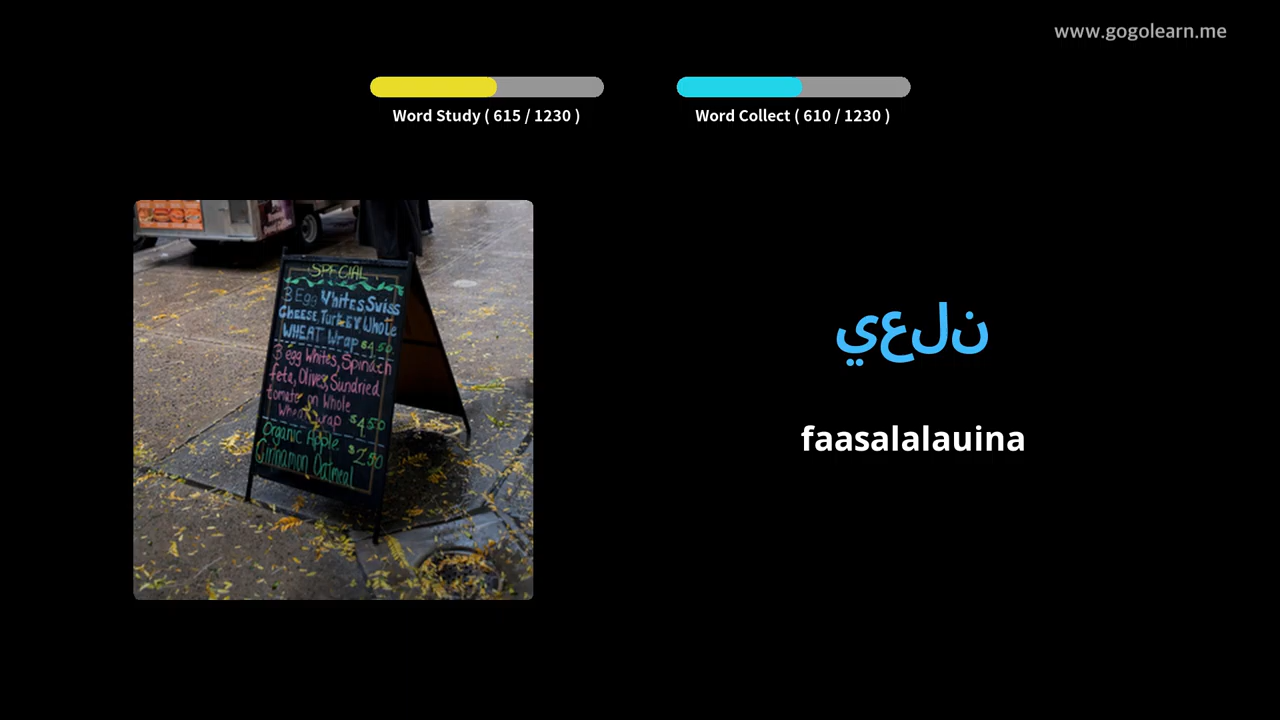 www.gogolearn.me
Word Study ( 615 / 1230 )
Word Collect ( 610 / 1230 )
SPECIAL
3 Egg Whites, Swiss
CHEESE, TurKEY Whole
WHEAT Wrap $4.50
3 egg Whites, Spinach
feta, Olives, Sundried
tomato on Whole
Wheat Wrap $4.50
Organic Apple
Cinnamon Oatmeal $2.50
نلعي
faasalalauina